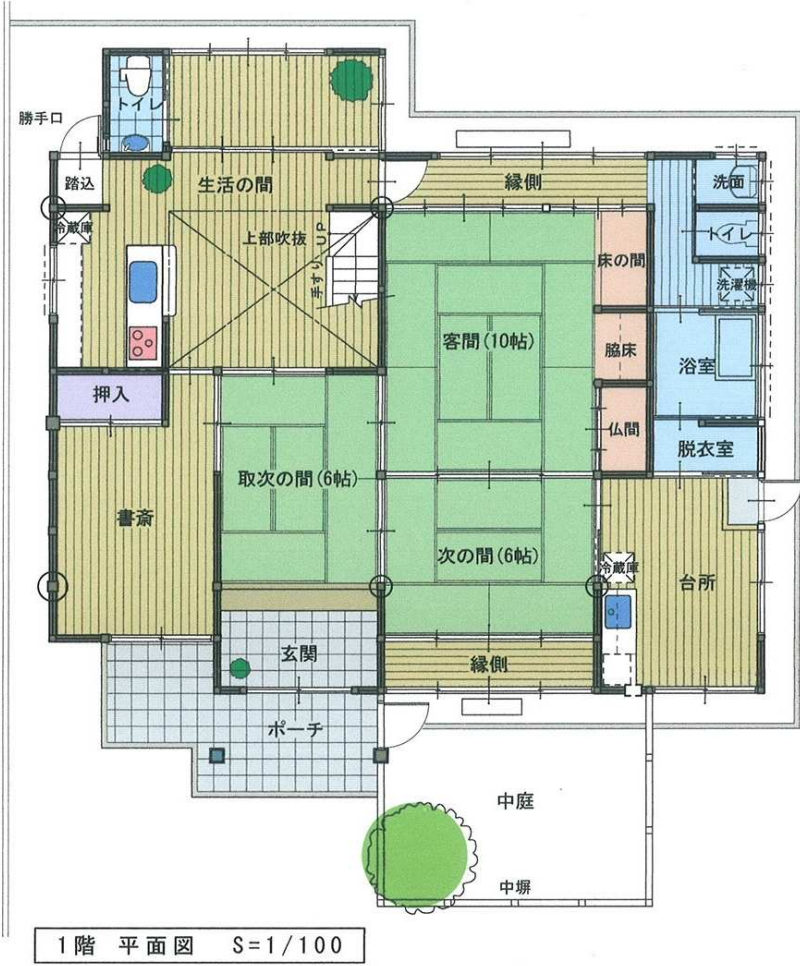 トイレ
勝手口
踏込
生活の間
縁側
洗面
冷蔵庫
上部吹抜
手すり UP
床の間
トイレ
洗濯機
客間(10帖)
脇床
浴室
押入
仏間
脱衣室
取次の間(6帖)
書斎
次の間(6帖)
冷蔵庫
台所
玄関
縁側
ポーチ
中庭
中塀
1階 平面図 S=1/100